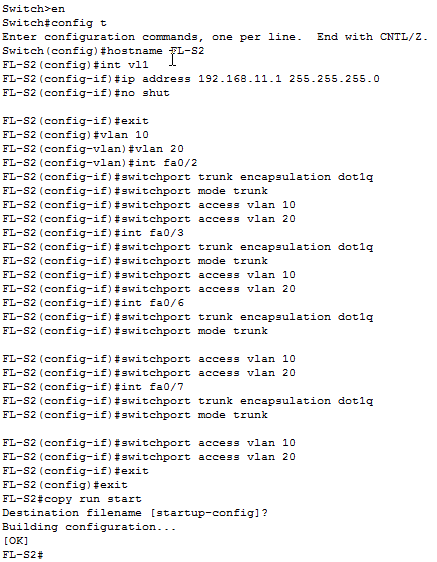 Switch>en
Switch#config t
Enter configuration commands, one per line.  End with CNTL/Z.
Switch(config)#hostname FL-S2
FL-S2(config)#int vl1
FL-S2(config-if)#ip address 192.168.11.1 255.255.255.0
FL-S2(config-if)#no shut

FL-S2(config-if)#exit
FL-S2(config)#vlan 10
FL-S2(config-vlan)#vlan 20
FL-S2(config-vlan)#int fa0/2
FL-S2(config-if)#switchport trunk encapsulation dot1q
FL-S2(config-if)#switchport mode trunk
FL-S2(config-if)#switchport access vlan 10
FL-S2(config-if)#switchport access vlan 20
FL-S2(config-if)#int fa0/3
FL-S2(config-if)#switchport trunk encapsulation dot1q
FL-S2(config-if)#switchport mode trunk
FL-S2(config-if)#switchport access vlan 10
FL-S2(config-if)#switchport access vlan 20
FL-S2(config-if)#int fa0/6
FL-S2(config-if)#switchport trunk encapsulation dot1q
FL-S2(config-if)#switchport mode trunk

FL-S2(config-if)#switchport access vlan 10
FL-S2(config-if)#switchport access vlan 20
FL-S2(config-if)#int fa0/7
FL-S2(config-if)#switchport trunk encapsulation dot1q
FL-S2(config-if)#switchport mode trunk

FL-S2(config-if)#switchport access vlan 10
FL-S2(config-if)#switchport access vlan 20
FL-S2(config-if)#exit
FL-S2(config)#exit
FL-S2#copy run start
Destination filename [startup-config]?
Building configuration...
[OK]
FL-S2#